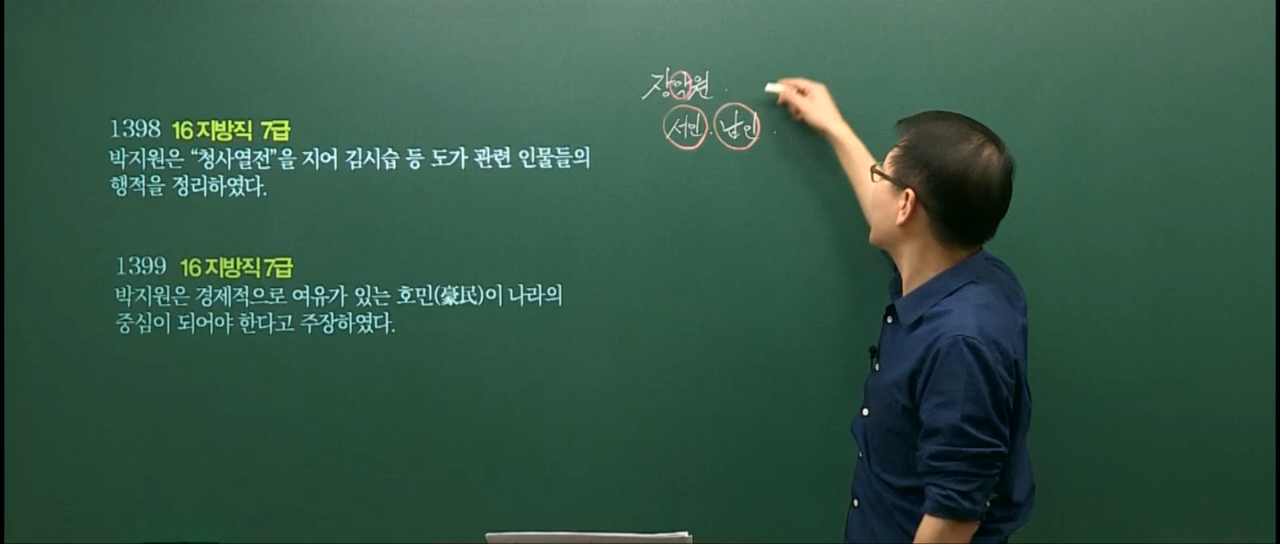 1398 16 지방직 7급
박지원은 “청사열전”을 지어 김시습 등 도가 관련 인물들의
행적을 정리하였다.
1399 16 지방직 7급
박지원은 경제적으로 여유가 있는 호민(豪民)이 나라의
중심이 되어야 한다고 주장하였다.
장악원
서인 . 남인 .